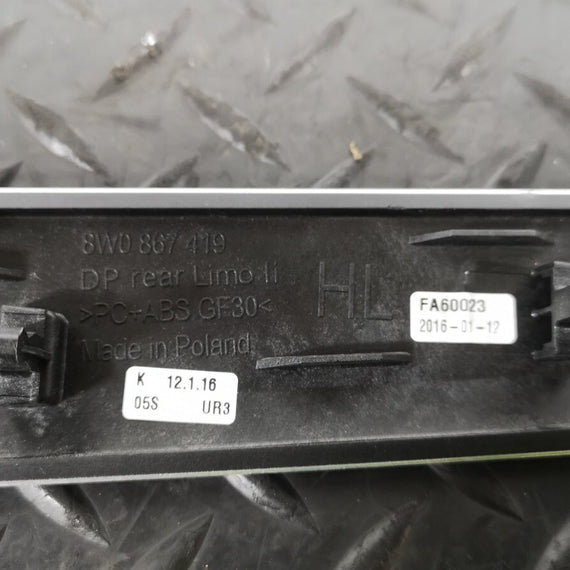 8W0 867 419
DP rear Limo li
>PC+ABS GF30<
Made in Poland
HL
FA60023
2016-01-12
K 12.1.16
05S UR3